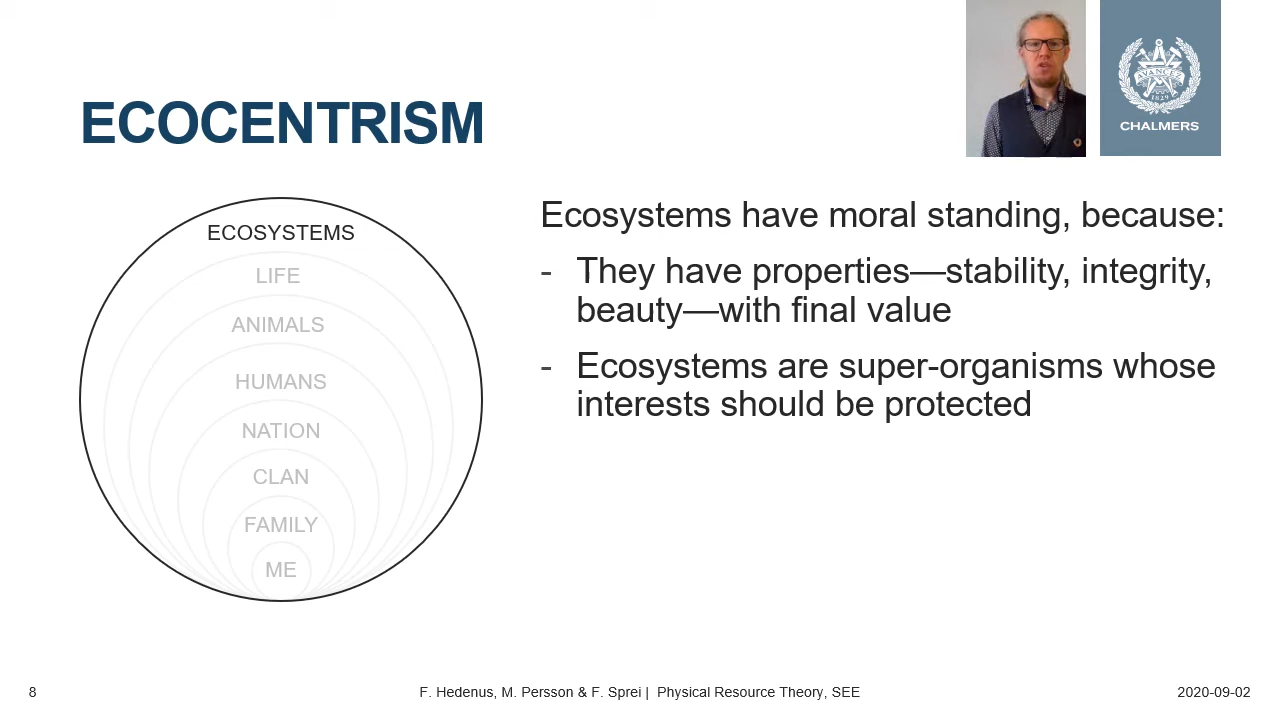 AVANCEZ
1829
CHALMERS
ECOCENTRISM
ECOSYSTEMS
LIFE
ANIMALS
HUMANS
NATION
CLAN
FAMILY
ME
Ecosystems have moral standing, because:
- They have properties—stability, integrity,
beauty—with final value
- Ecosystems are super-organisms whose
interests should be protected
8
F. Hedenus, M. Persson & F. Sprei | Physical Resource Theory, SEE
2020-09-02